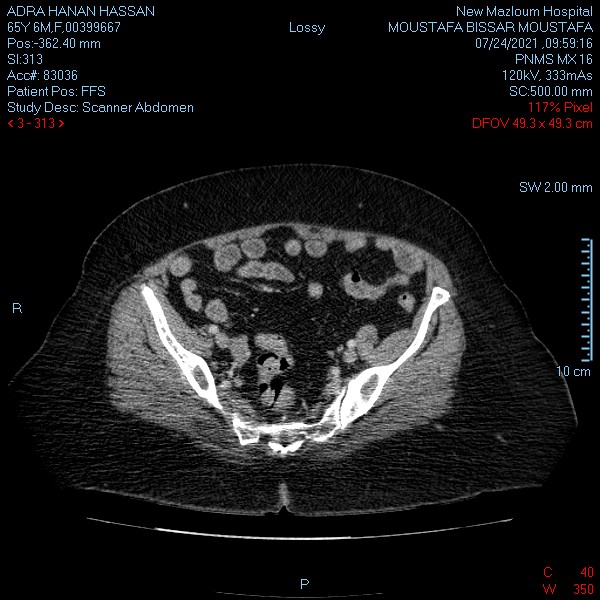 ADRA HANAN HASSAN
65Y 6M,F,00399667
Pos:-362.40 mm
SI:313
Acc#: 83036
Patient Pos: FFS
Study Desc: Scanner Abdomen
< 3 - 313 >
Lossy
New Mazloum Hospital
MOUSTAFA BISSAR MOUSTAFA
07/24/2021 ,09:59:16
PNMS MX 16
120kV, 333mAs
SC:500.00 mm
117% Pixel
DFOV 49.3 x 49.3 cm
SW 2.00 mm
R
10 cm
P
C 40
W 350